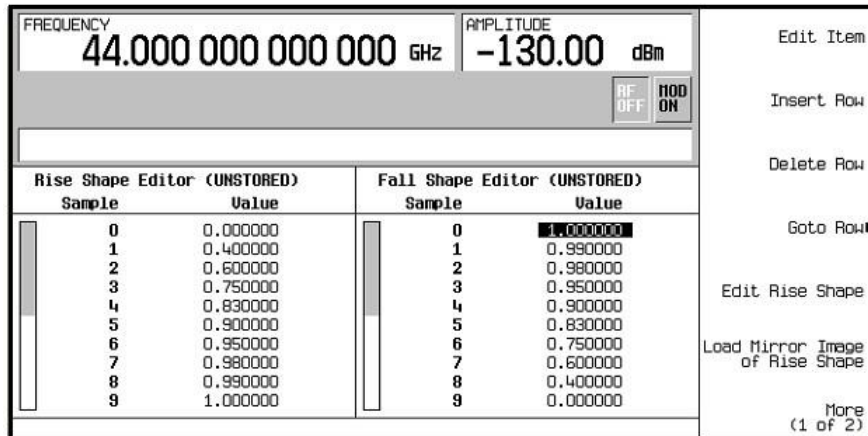 FREQUENCY
44.000 000 000 000 GHz
AMPLITUDE
-130.00 dBm
RF OFF
MOD ON
Rise Shape Editor (UNSTORED)
Sample Value
0 0.000000
1 0.400000
2 0.600000
3 0.750000
4 0.830000
5 0.900000
6 0.950000
7 0.980000
8 0.990000
9 1.000000
Fall Shape Editor (UNSTORED)
Sample Value
0 1.000000
1 0.990000
2 0.980000
3 0.950000
4 0.900000
5 0.830000
6 0.750000
7 0.600000
8 0.400000
9 0.000000
Edit Item
Insert Row
Delete Row
Goto Row
Edit Rise Shape
Load Mirror Image
of Rise Shape
More
(1 of 2)